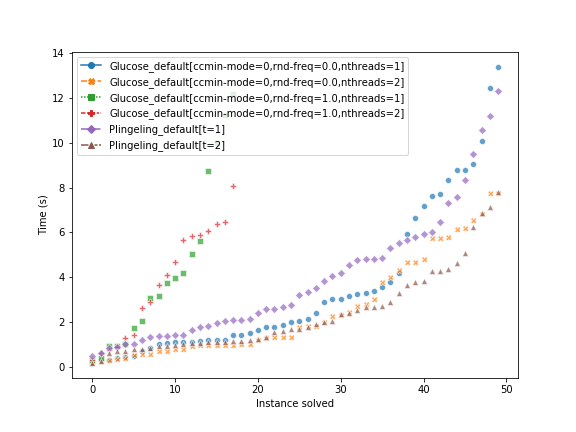 14
12
10
8
6
4
2
0
Time (s)
Glucose_default[ccmin-mode=0,rnd-freq=0.0,nthreads=1]
Glucose_default[ccmin-mode=0,rnd-freq=0.0,nthreads=2]
Glucose_default[ccmin-mode=0,rnd-freq=1.0,nthreads=1]
Glucose_default[ccmin-mode=0,rnd-freq=1.0,nthreads=2]
Plingeling_default[t=1]
Plingeling_default[t=2]
0 10 20 30 40 50
Instance solved